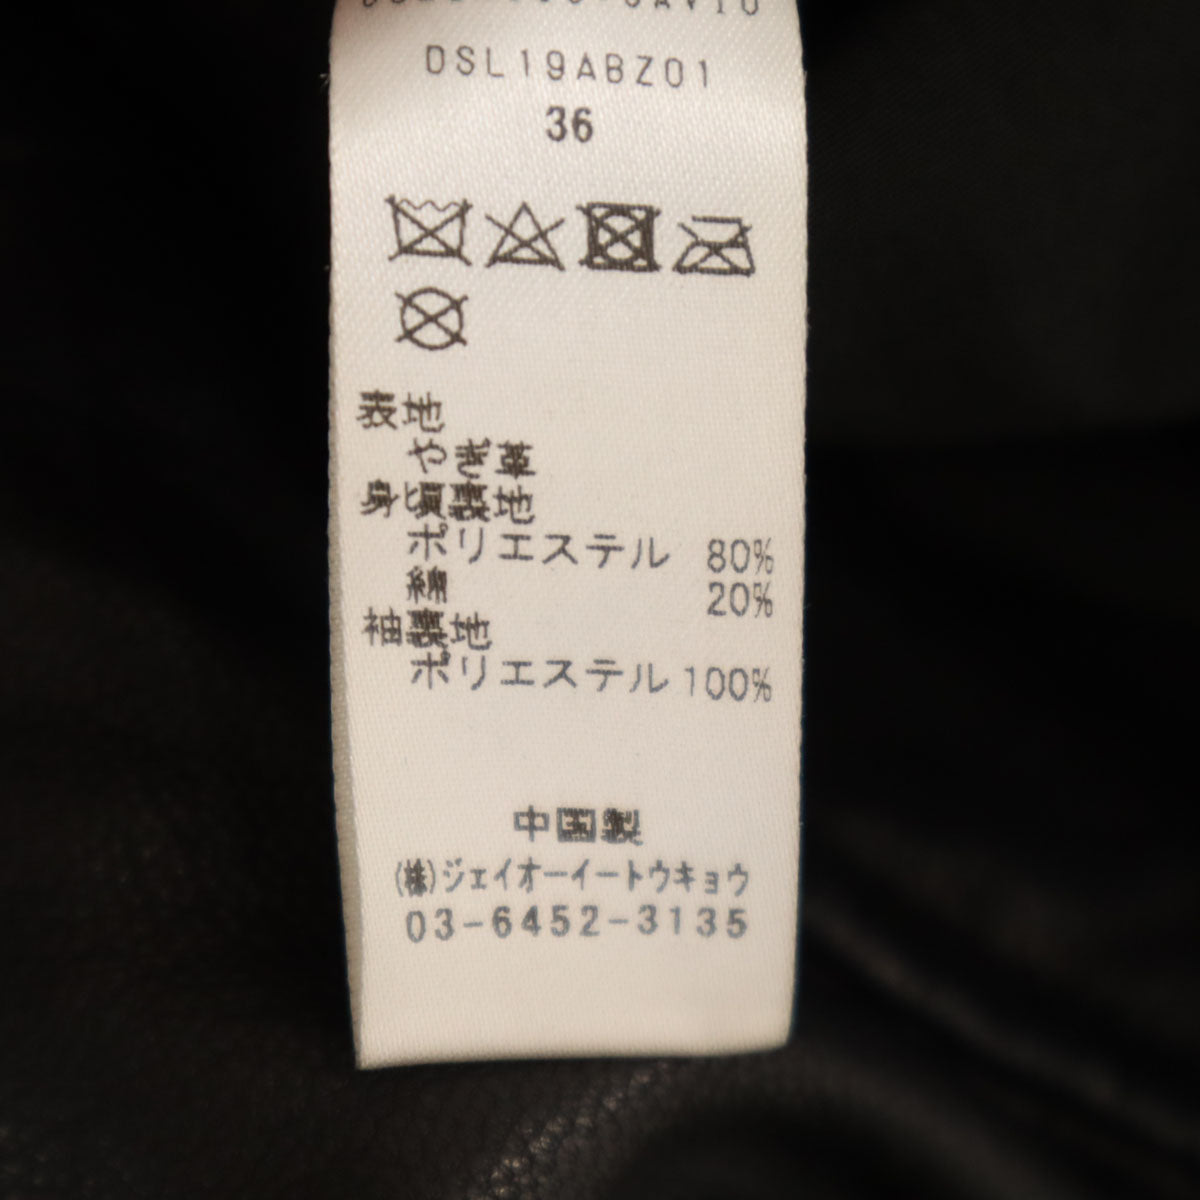 DSL19ABZ01
36
表地
やぎ革
身頃裏地
ポリエステル 80%
綿 20%
袖裏地
ポリエステル 100%
中国製
(株)ジェイオーイートウキョウ
03-6452-3135